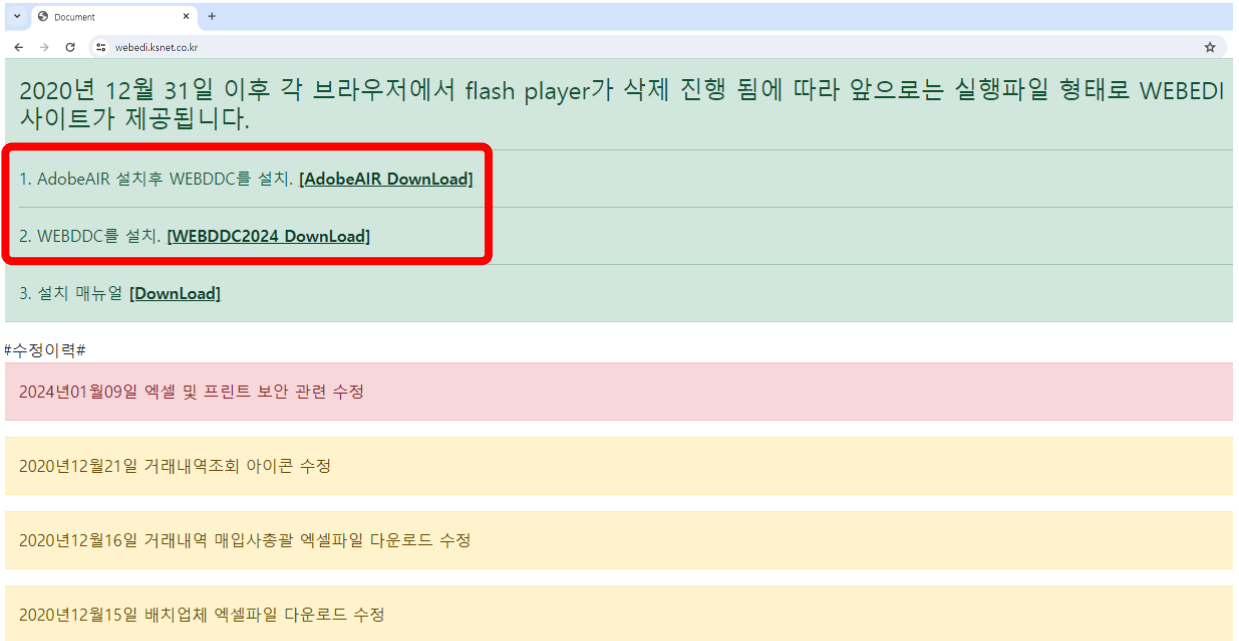 Document
webedi.ksnet.co.kr
2020년 12월 31일 이후 각 브라우저에서 flash player가 삭제 진행 됨에 따라 앞으로는 실행파일 형태로 WEBEDI
사이트가 제공됩니다.
1. AdobeAIR 설치후 WEBDDC를 설치. [AdobeAIR DownLoad]
2. WEBDDC를 설치. [WEBDDC2024 DownLoad]
3. 설치 매뉴얼 [DownLoad]
#수정이력#
2024년01월09일 엑셀 및 프린트 보안 관련 수정
2020년12월21일 거래내역조회 아이콘 수정
2020년12월16일 거래내역 매입사총괄 엑셀파일 다운로드 수정
2020년12월15일 배치업체 엑셀파일 다운로드 수정